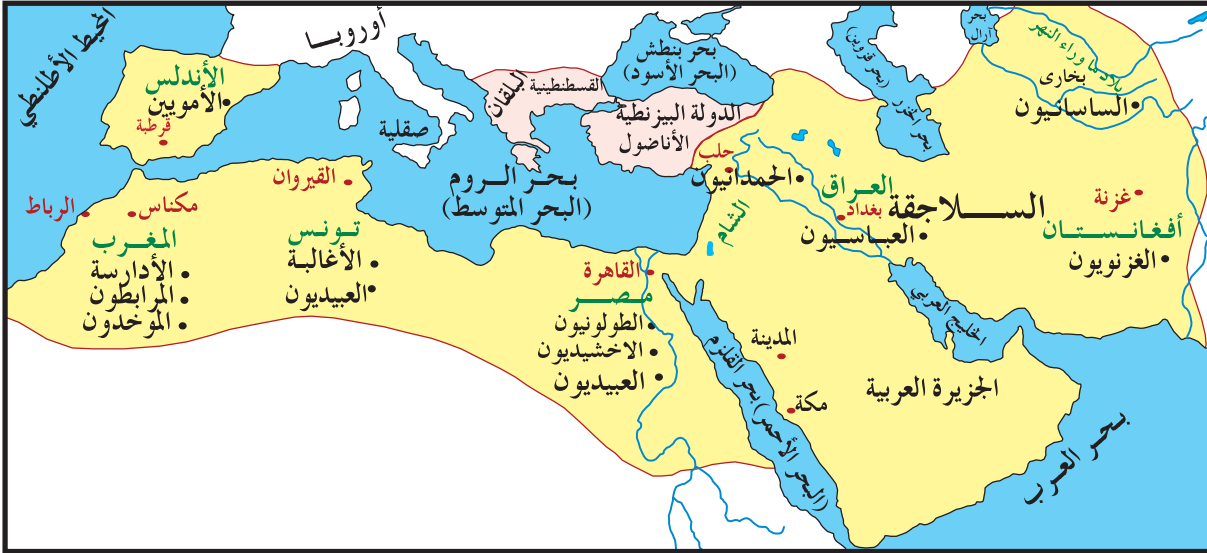 المحيط الأطلنطي
أوروبا
بحر بنطش
(البحر الأسود)
بحر الخزر (بحر قزوين)
بحر
آرال
بلاد ما وراء النهر
بخارى
الساسانيون
الأندلس
الأمويين
قرطبة
صقلية
البلقان
القسطنطينية
الدولة البيزنطية
الأناضول
حلب
الحمدانيون
الشام
العراق
بغداد
العباسيون
السلاجقة
غزنة
أفغانستان
الغزنويون
بحر الروم
(البحر المتوسط)
القيروان
تونس
الأغالبة
العبيديون
الرباط
مكناس
المغرب
الأدارسة
المرابطون
الموخدون
القاهرة
مصر
الطولونيون
الاخشيديون
العبيديون
بحر القلزم
(البحر الأحمر)
المدينة
مكة
الجزيرة العربية
الخليج العربي
بحر العرب